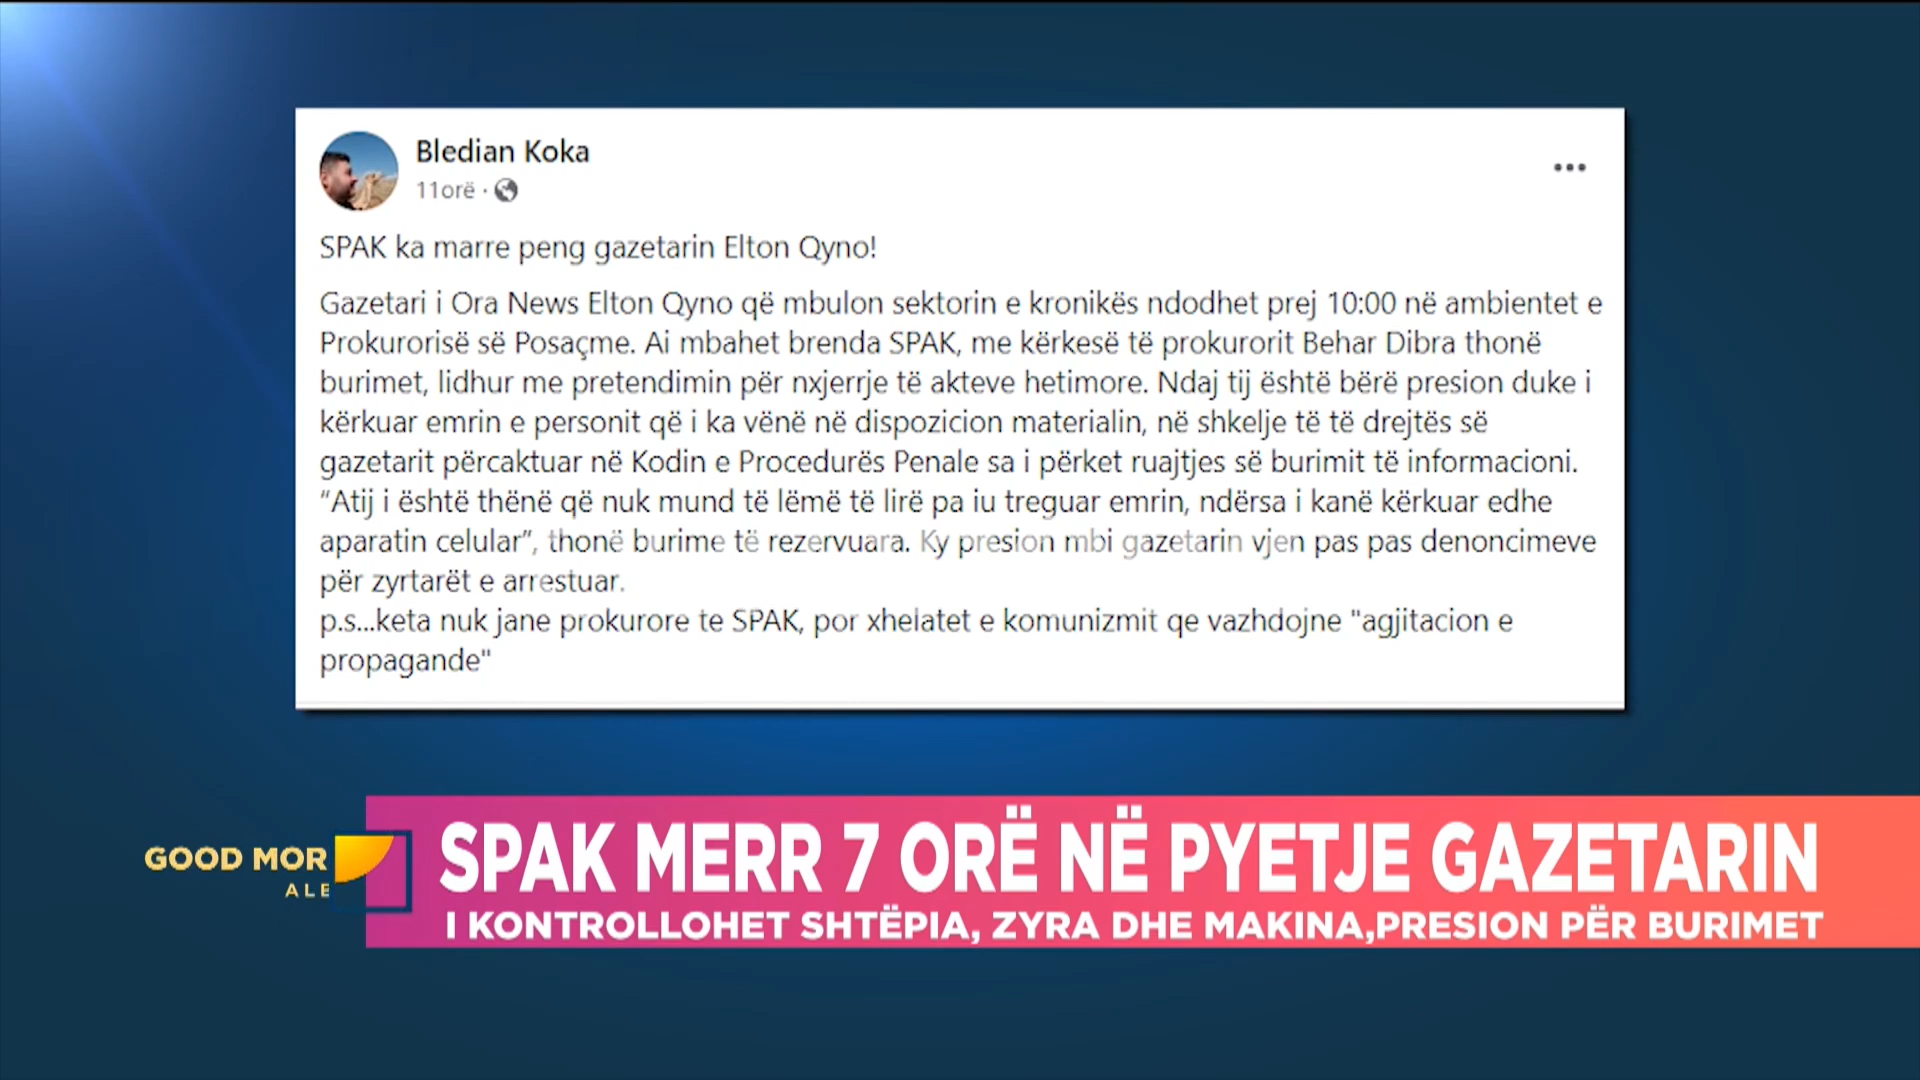 Bledian Koka
11orë ·
SPAK ka marre peng gazetarin Elton Qyno!
Gazetari i Ora News Elton Qyno që mbulon sektorin e kronikës ndodhet prej 10:00 në ambientet e
Prokurorisë së Posaçme. Ai mbahet brenda SPAK, me kërkesë të prokurorit Behar Dibra thonë
burimet, lidhur me pretendimin për nxjerrje të akteve hetimore. Ndaj tij është bërë presion duke i
kërkuar emrin e personit që i ka vënë në dispozicion materialin, në shkelje të të drejtës së
gazetarit përcaktuar në Kodin e Procedurës Penale sa i përket ruajtjes së burimit të informacioni.
“Atij i është thënë që nuk mund të lëmë të lirë pa iu treguar emrin, ndërsa i kanë kërkuar edhe
aparatin celular”, thonë burime të rezervuara. Ky presion mbi gazetarin vjen pas pas denoncimeve
për zyrtarët e arrestuar.
p.s...keta nuk jane prokurore te SPAK, por xhelatet e komunizmit qe vazhdojne "agjitacion e
propagande"
GOOD MOR
ALE
SPAK MERR 7 ORË NË PYETJE GAZETARIN
I KONTROLLOHET SHTËPIA, ZYRA DHE MAKINA,PRESION PËR BURIMET